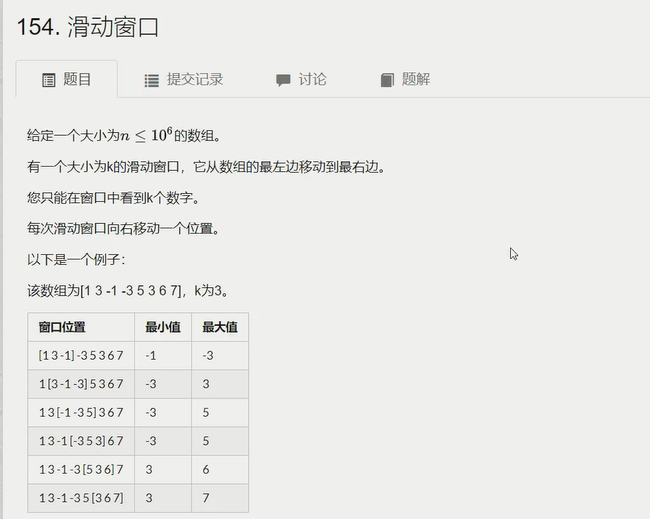 154. 滑动窗口
题目 提交记录 讨论 题解
给定一个大小为n ≤ 10⁶的数组。
有一个大小为k的滑动窗口，它从数组的最左边移动到最右边。
您只能在窗口中看到k个数字。
每次滑动窗口向右移动一个位置。
以下是一个例子：
该数组为[1 3 -1 -3 5 3 6 7]，k为3。
窗口位置 最小值 最大值
[1 3 -1] -3 5 3 6 7 -1 -3
1 [3 -1 -3] 5 3 6 7 -3 3
1 3 [-1 -3 5] 3 6 7 -3 5
1 3 -1 [-3 5 3] 6 7 -3 5
1 3 -1 -3 [5 3 6] 7 3 6
1 3 -1 -3 5 [3 6 7] 3 7